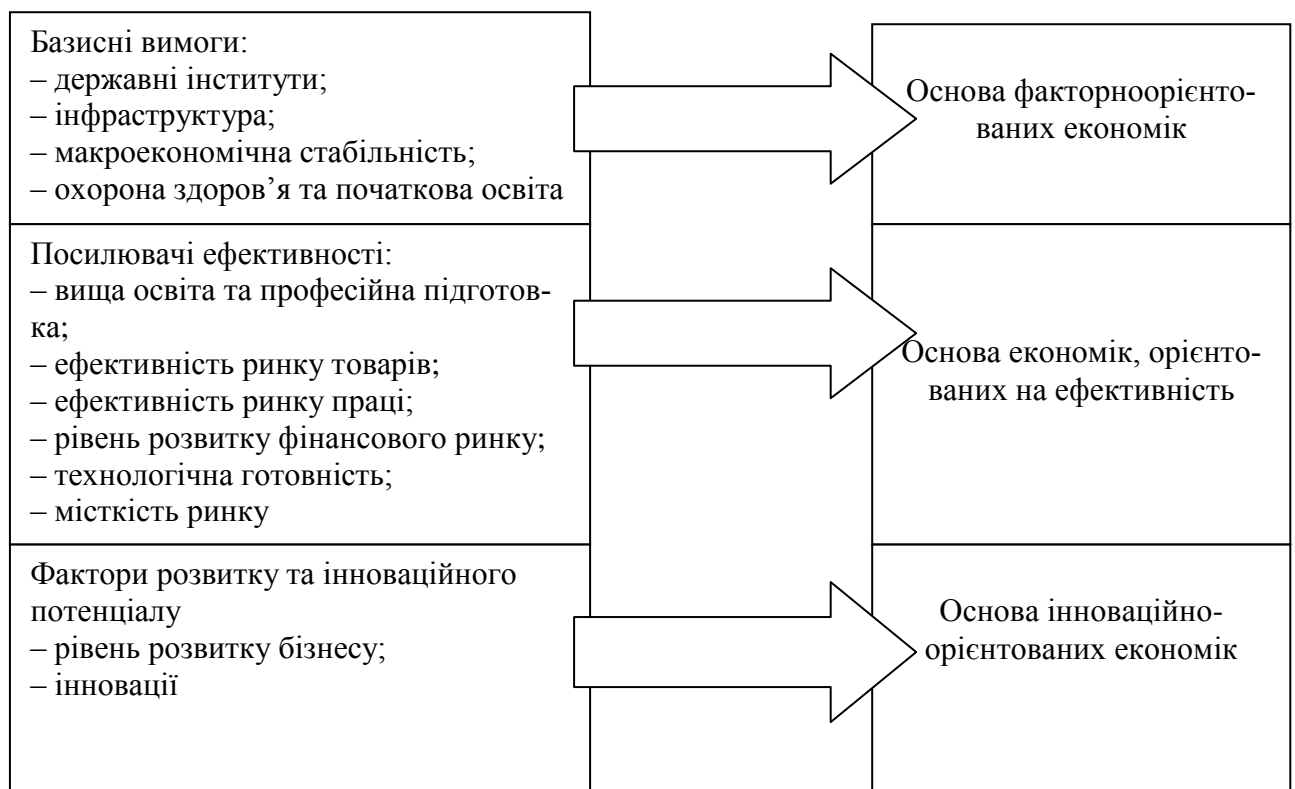 Базисні вимоги:
– державні інститути;
– інфраструктура;
– макроекономічна стабільність;
– охорона здоров’я та початкова освіта
Основа факторноорієнто-
ваних економік
Посилювачі ефективності:
– вища освіта та професійна підготов-
ка;
– ефективність ринку товарів;
– ефективність ринку праці;
– рівень розвитку фінансового ринку;
– технологічна готовність;
– місткість ринку
Основа економік, орієнто-
ваних на ефективність
Фактори розвитку та інноваційного
потенціалу
– рівень розвитку бізнесу;
– інновації
Основа інноваційно-
орієнтованих економік